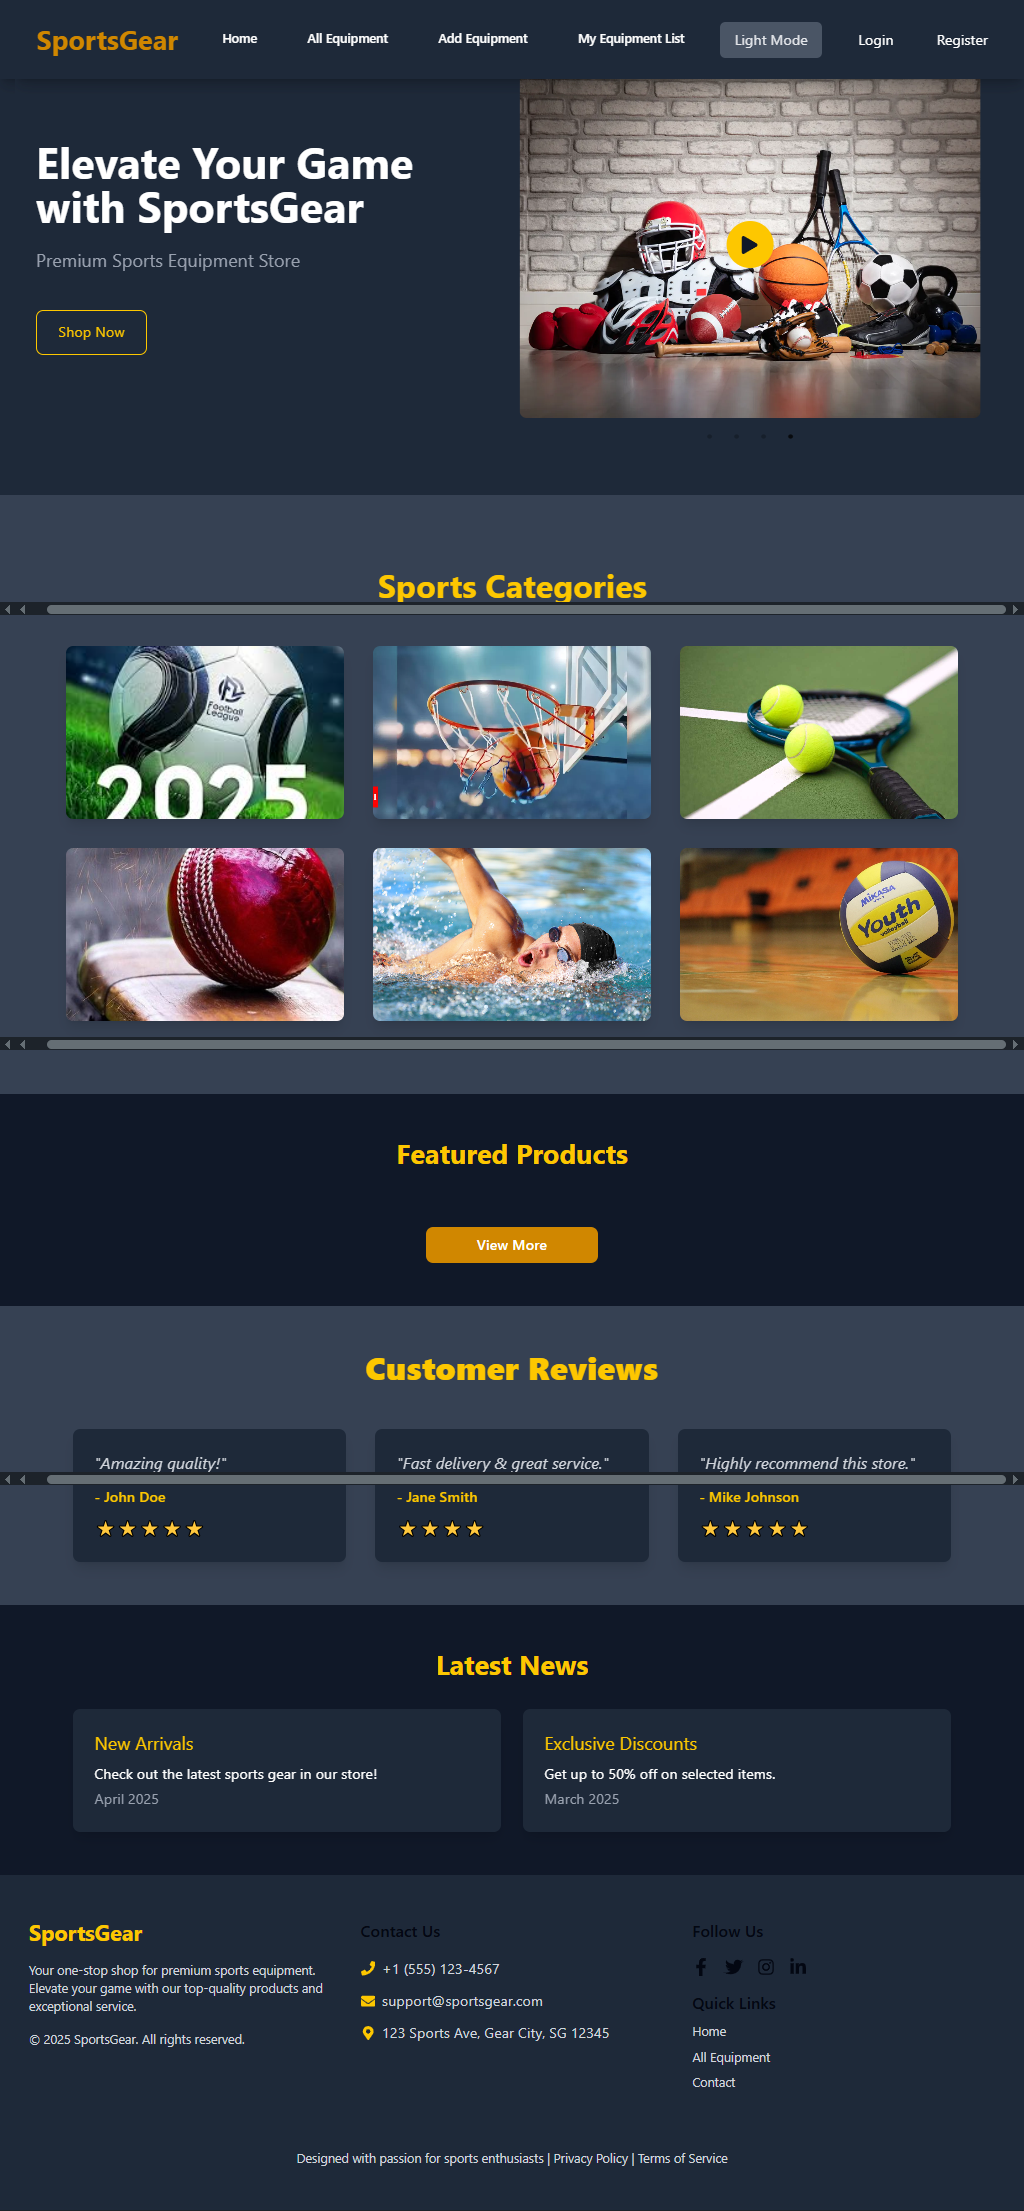 SportsGear
Home
All Equipment
Add Equipment
My Equipment List
Light Mode
Login
Register
Elevate Your Game
with SportsGear
Premium Sports Equipment Store
Shop Now
Sports Categories
Football
League
2025
MIKASA
Youth
volleyball
Featured Products
View More
Customer Reviews
"Amazing quality!"
- John Doe
"Fast delivery & great service."
- Jane Smith
"Highly recommend this store."
- Mike Johnson
Latest News
New Arrivals
Check out the latest sports gear in our store!
April 2025
Exclusive Discounts
Get up to 50% off on selected items.
March 2025
SportsGear
Your one-stop shop for premium sports equipment.
Elevate your game with our top-quality products and
exceptional service.
© 2025 SportsGear. All rights reserved.
Contact Us
+1 (555) 123-4567
support@sportsgear.com
123 Sports Ave, Gear City, SG 12345
Follow Us
Quick Links
Home
All Equipment
Contact
Designed with passion for sports enthusiasts | Privacy Policy | Terms of Service